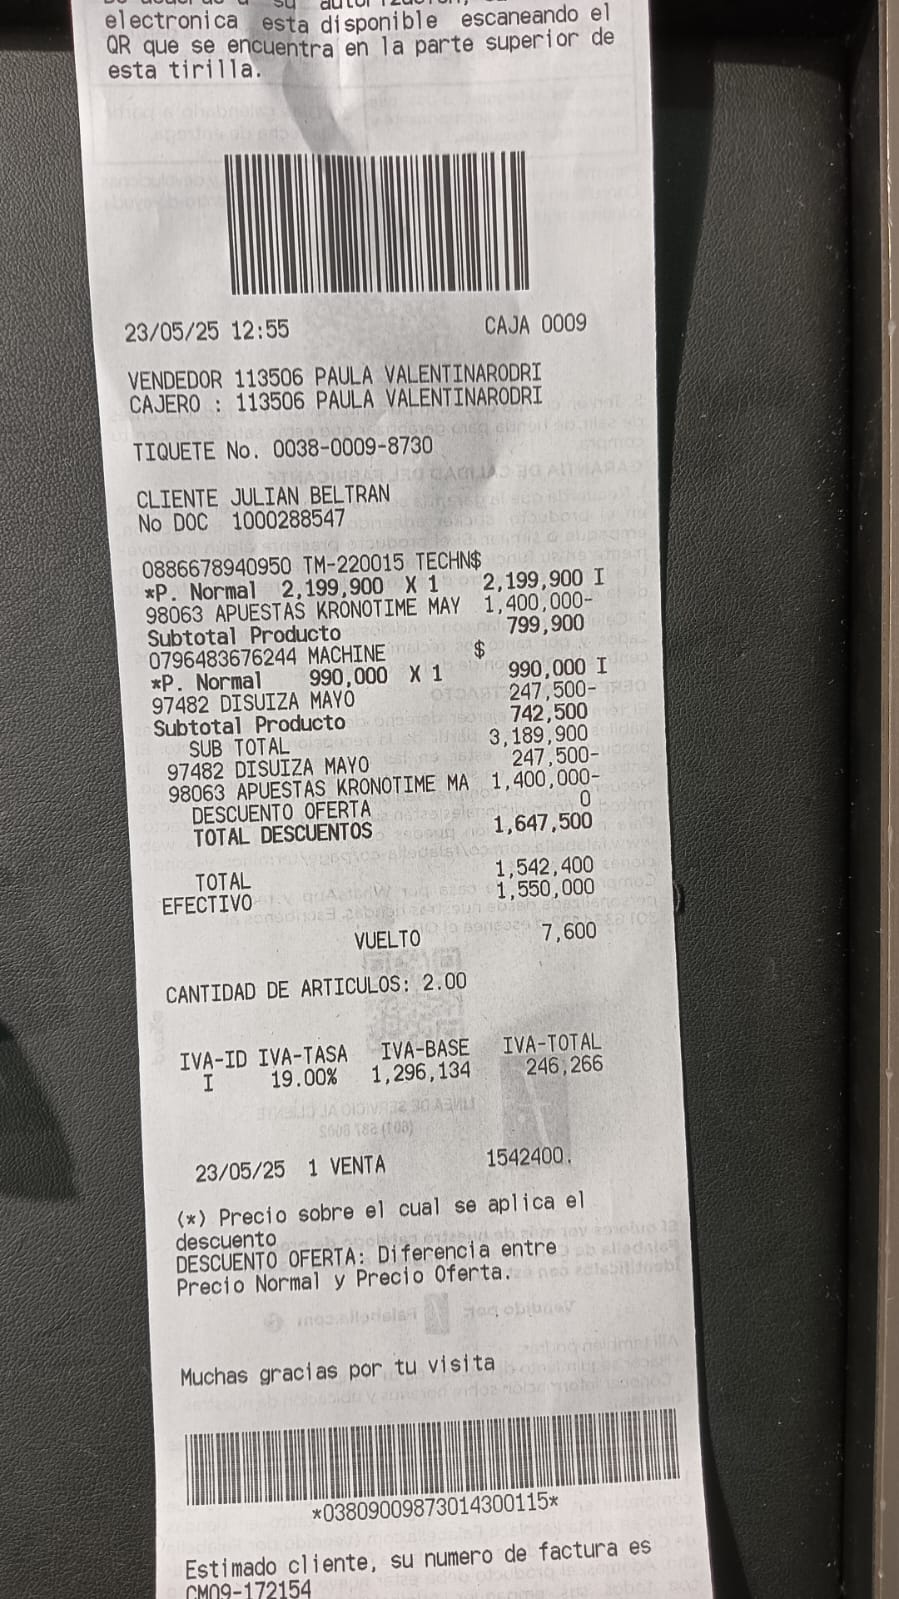 electronica esta disponible escaneando el
QR que se encuentra en la parte superior de
esta tirilla.
23/05/25 12:55 CAJA 0009
VENDEDOR 113506 PAULA VALENTINARODRI
CAJERO : 113506 PAULA VALENTINARODRI
TIQUETE No. 0038-0009-8730
CLIENTE JULIAN BELTRAN
No DOC 1000288547
0886678940950 TM-220015 TECHN$
*P. Normal 2,199,900 X 1 2,199,900 I
98063 APUESTAS KRONOTIME MAY 1,400,000-
Subtotal Producto 799,900
0796483676244 MACHINE $
*P. Normal 990,000 X 1 990,000 I
97482 DISUIZA MAYO 247,500-
Subtotal Producto 742,500
SUB TOTAL 3,189,900
97482 DISUIZA MAYO 247,500-
98063 APUESTAS KRONOTIME MA 1,400,000-
DESCUENTO OFERTA 0
TOTAL DESCUENTOS 1,647,500
TOTAL 1,542,400
EFECTIVO 1,550,000
VUELTO 7,600
CANTIDAD DE ARTICULOS: 2.00
IVA-ID IVA-TASA IVA-BASE IVA-TOTAL
I 19.00% 1,296,134 246,266
23/05/25 1 VENTA 1542400.
(*) Precio sobre el cual se aplica el
descuento
DESCUENTO OFERTA: Diferencia entre
Precio Normal y Precio Oferta.
Muchas gracias por tu visita
*03809009873014300115*
Estimado cliente, su numero de factura es
CM09-172154